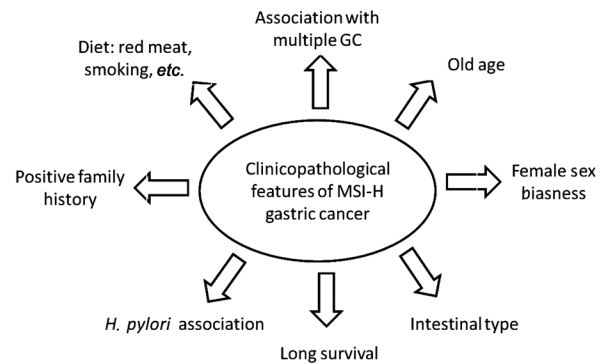 Association with
multiple GC
Diet: red meat,
smoking, etc.
Old age
Clinicopathological
features of MSI-H
gastric cancer
Positive family
history
Female sex
biasness
H. pylori association
Intestinal type
Long survival